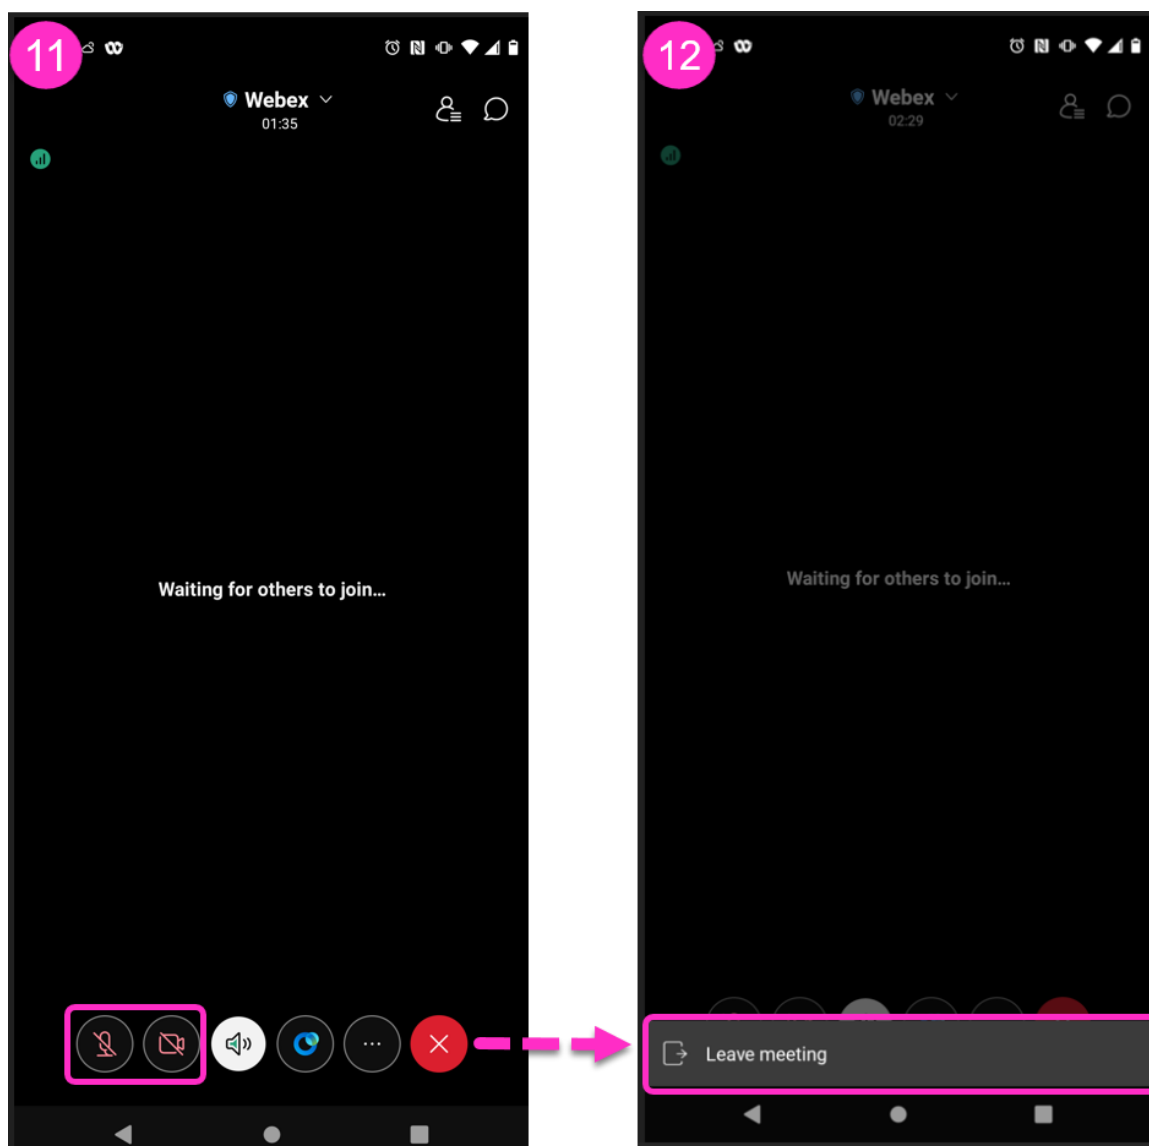 11
Webex
01:35
Waiting for others to join...
12
Webex
02:29
Waiting for others to join...
Leave meeting